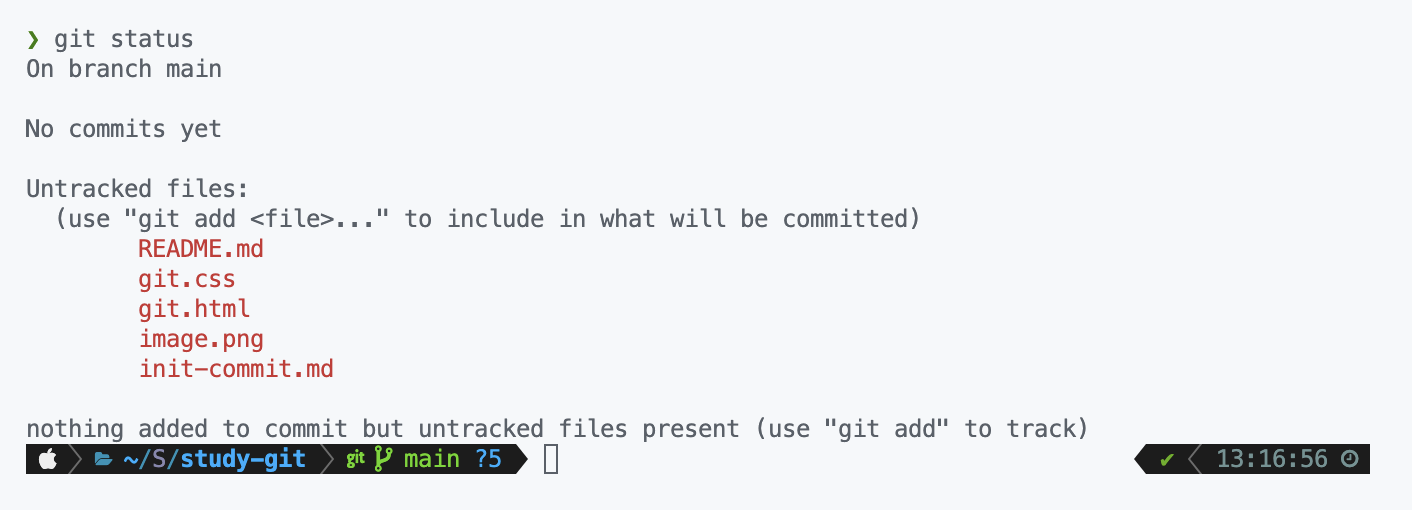 ❯ git status
On branch main
No commits yet
Untracked files:
(use "git add <file>..." to include in what will be committed)
README.md
git.css
git.html
image.png
init-commit.md
nothing added to commit but untracked files present (use "git add" to track)
~/S/study-git git main ?5 ✔ 13:16:56